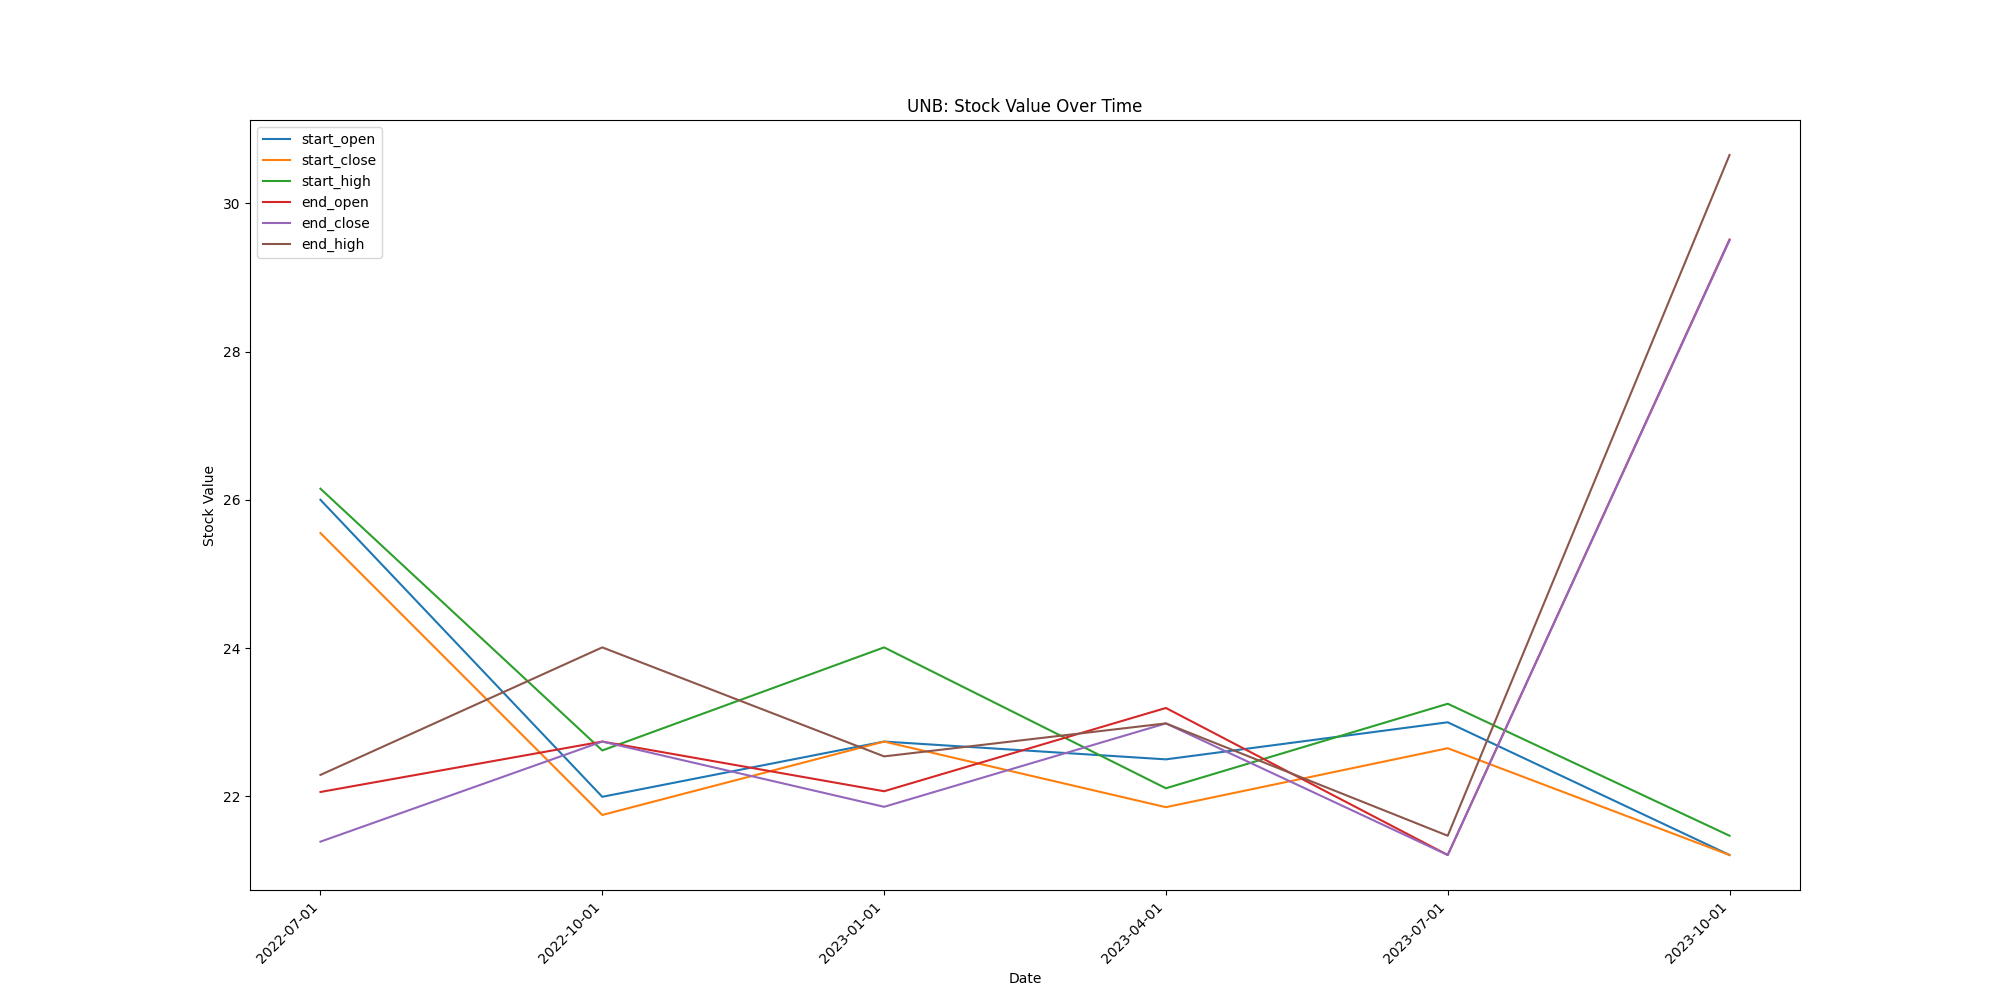 UNB: Stock Value Over Time
start_open
start_close
start_high
end_open
end_close
end_high
30
28
26
24
22
Stock Value
2022-07-01
2022-10-01
2023-01-01
2023-04-01
2023-07-01
2023-10-01
Date